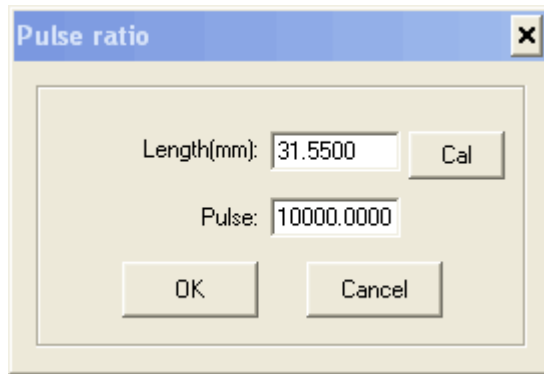 Pulse ratio
Length(mm): 31.5500 Cal
Pulse: 10000.0000
OK Cancel